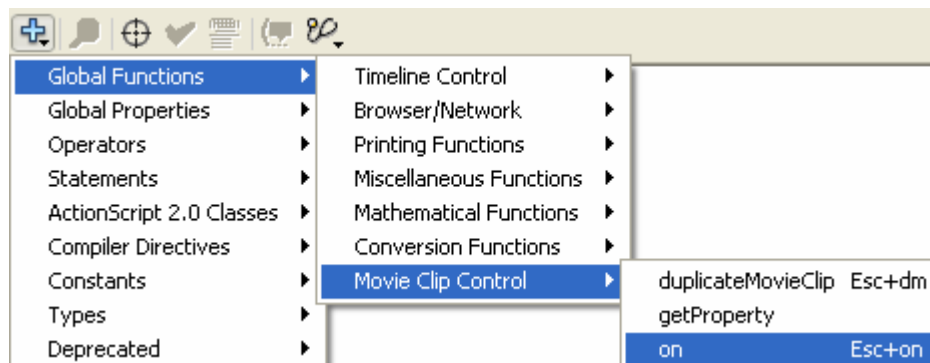 Global Functions
Global Properties
Operators
Statements
ActionScript 2.0 Classes
Compiler Directives
Constants
Types
Deprecated
Timeline Control
Browser/Network
Printing Functions
Miscellaneous Functions
Mathematical Functions
Conversion Functions
Movie Clip Control
duplicateMovieClip Esc+dm
getProperty
on Esc+on